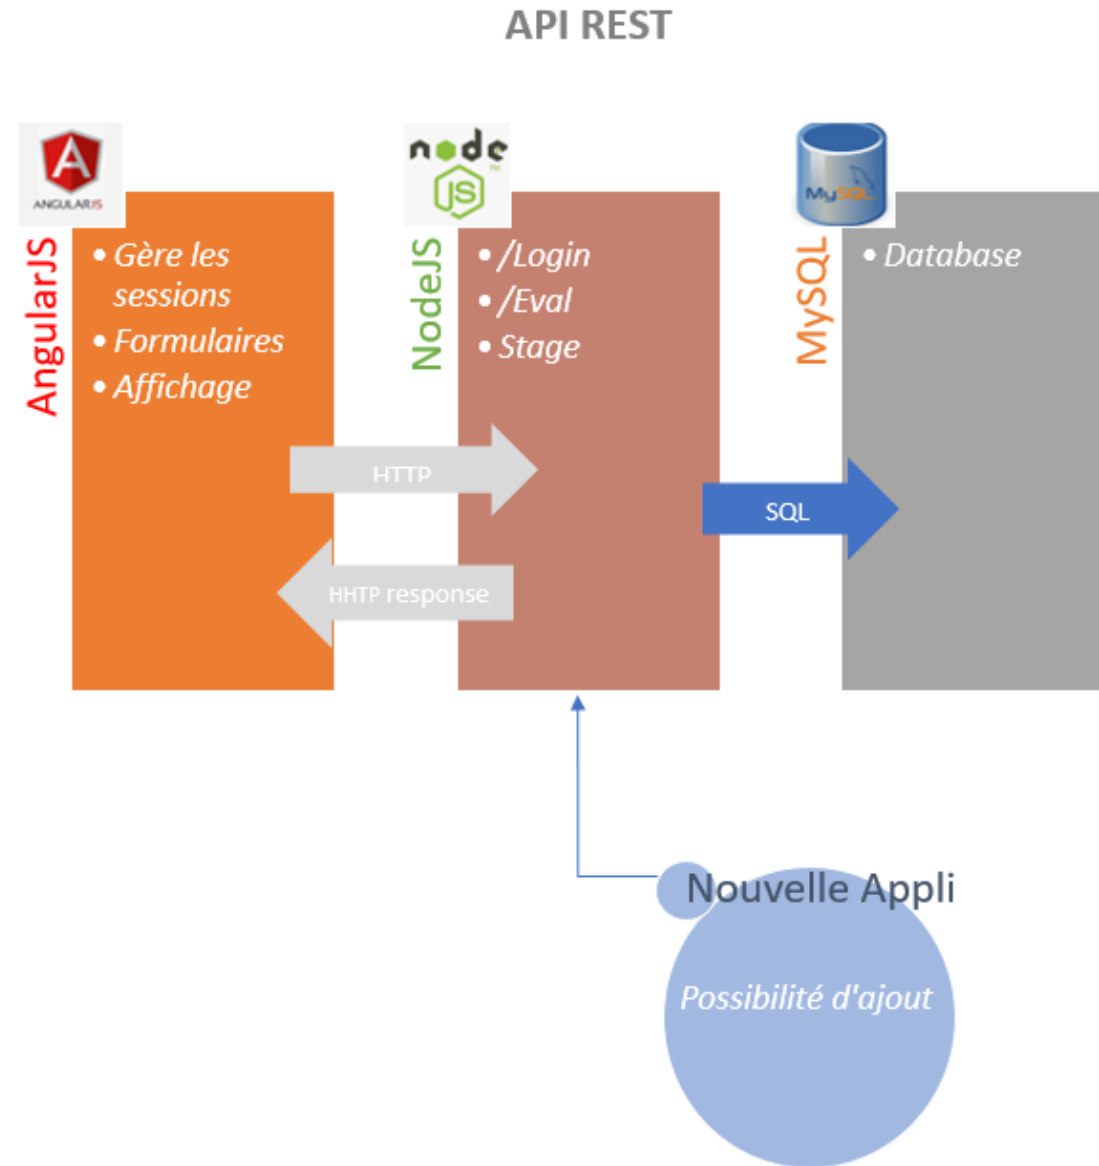 API REST
ANGULARJS
AngularJS
• Gère les
sessions
• Formulaires
• Affichage
node
JS
TM
NodeJS
• /Login
• /Eval
• Stage
MySQL
MySQL
• Database
HTTP
HHTP response
SQL
Nouvelle Appli
Possibilité d'ajout